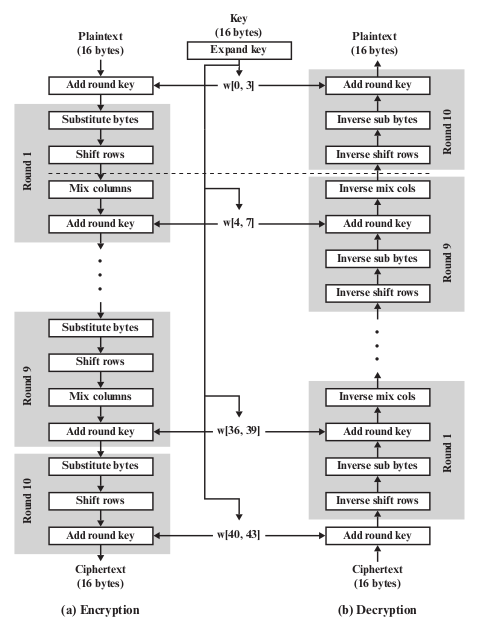 Key
(16 bytes)
Expand key
Plaintext
(16 bytes)
Add round key
Substitute bytes
Shift rows
Mix columns
Add round key
Round 1
Substitute bytes
Shift rows
Mix columns
Add round key
Round 9
Substitute bytes
Shift rows
Add round key
Round 10
Ciphertext
(16 bytes)
(a) Encryption
w[0, 3]
w[4, 7]
w[36, 39]
w[40, 43]
Plaintext
(16 bytes)
Add round key
Inverse sub bytes
Inverse shift rows
Round 10
Inverse mix cols
Add round key
Inverse sub bytes
Inverse shift rows
Round 9
Inverse mix cols
Add round key
Inverse sub bytes
Inverse shift rows
Round 1
Add round key
Ciphertext
(16 bytes)
(b) Decryption